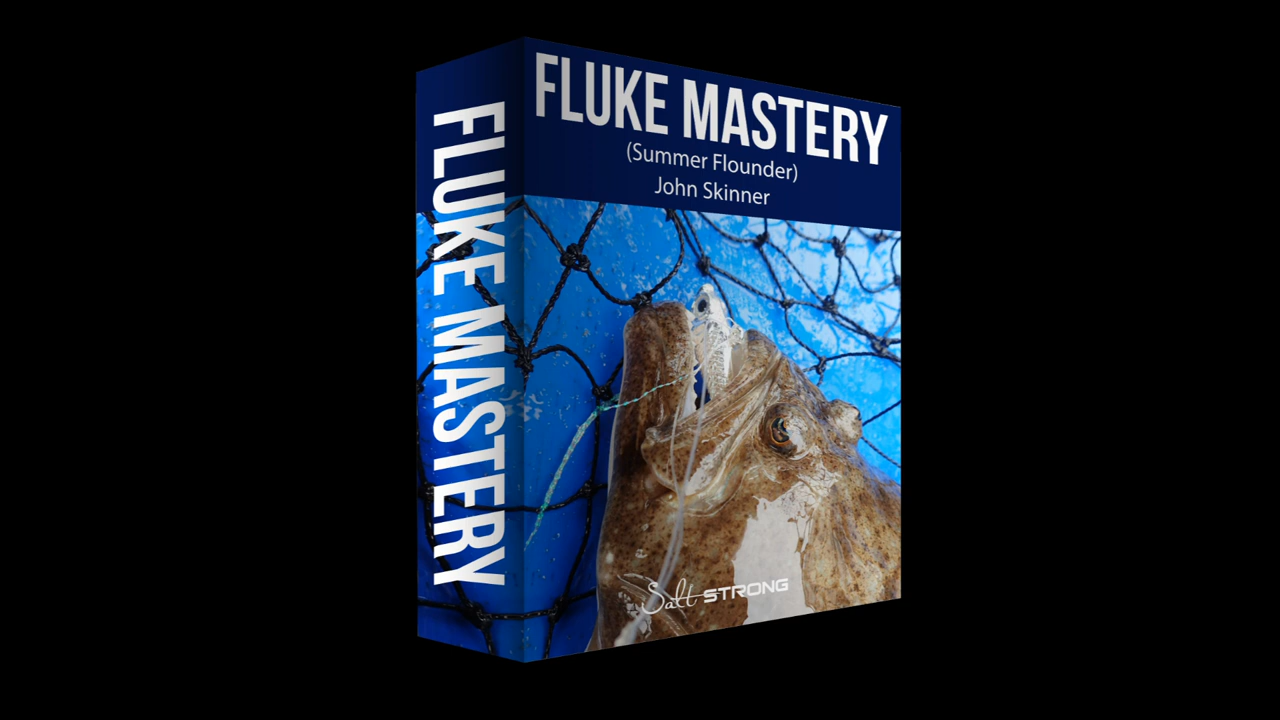 FLUKE MASTERY
FLUKE MASTERY
(Summer Flounder)
John Skinner
Salt STRONG